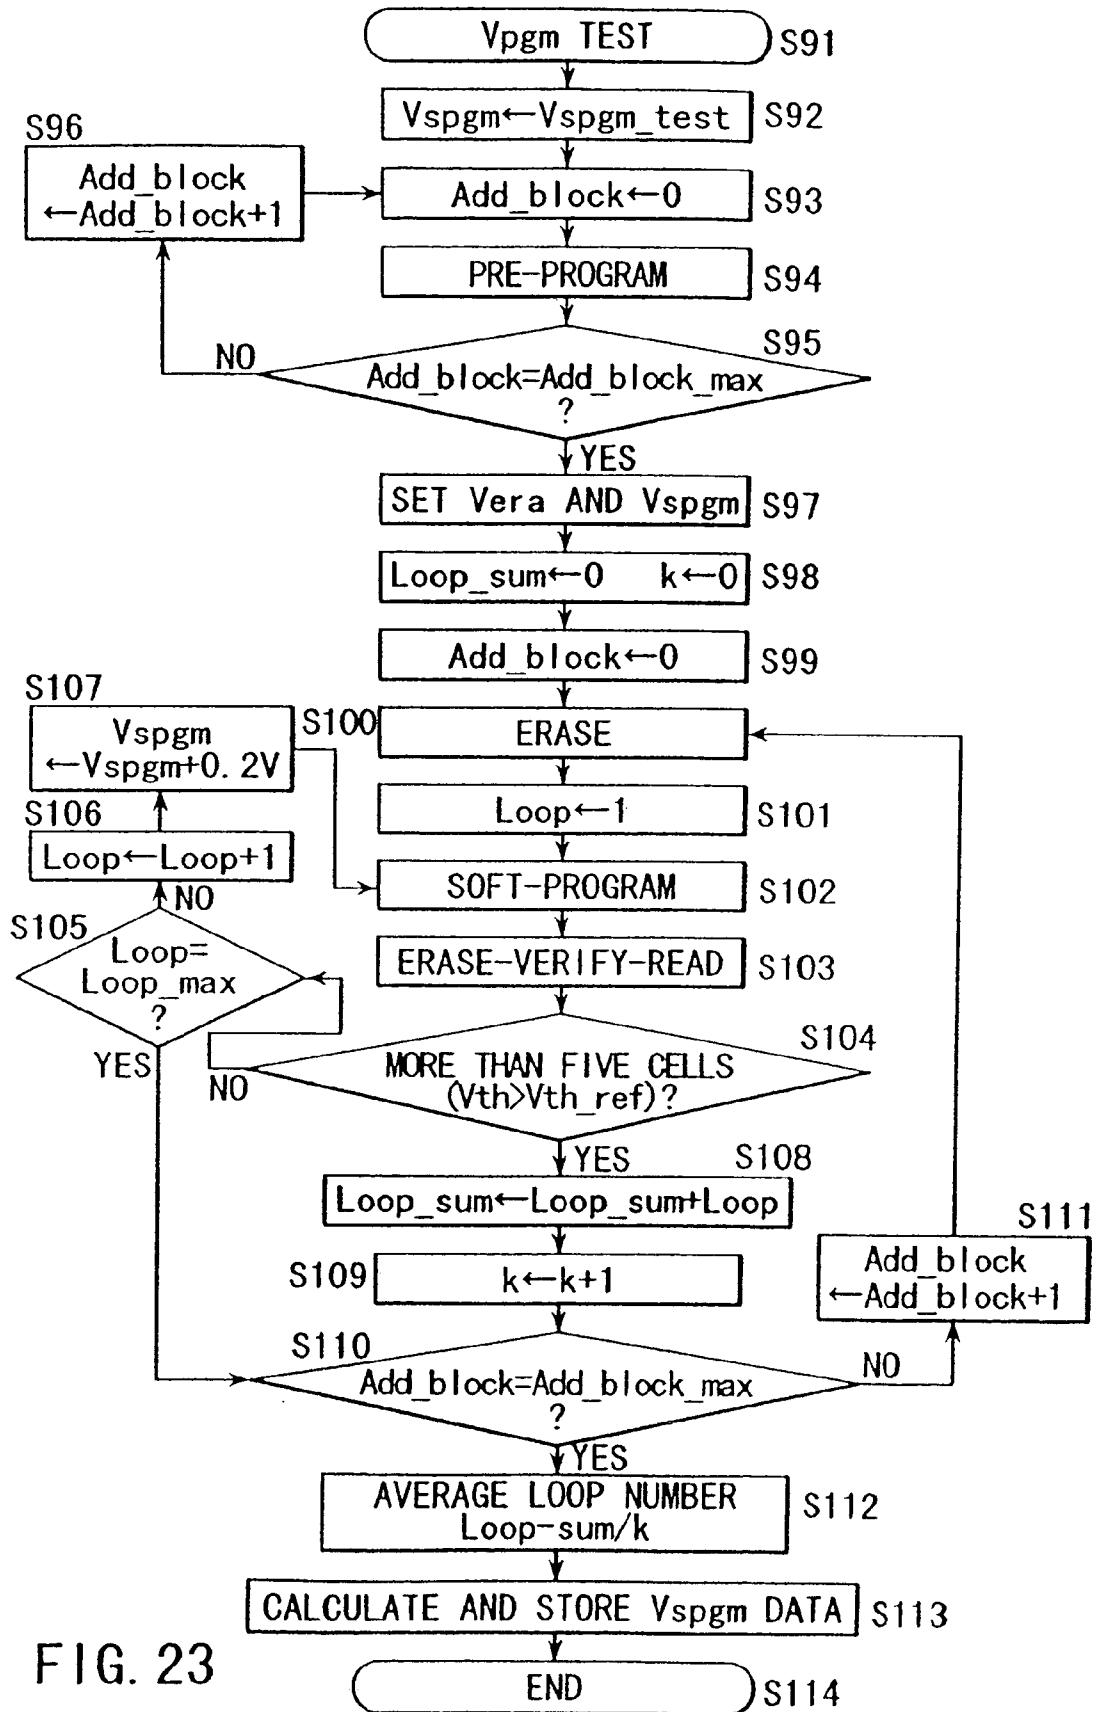 Vpgm TEST
S91
Vspgm←Vspgm_test
S92
S96
Add_block
←Add_block+1
Add_block←0
S93
PRE-PROGRAM
S94
S95
NO
Add_block=Add_block_max
?
YES
SET Vera AND Vspgm
S97
Loop_sum←0 k←0
S98
Add_block←0
S99
S107
Vspgm
←Vspgm+0.2V
S100
ERASE
Loop←1
S101
S106
Loop←Loop+1
SOFT-PROGRAM
S102
NO
S105
Loop=
Loop_max
?
YES
ERASE-VERIFY-READ
S103
S104
MORE THAN FIVE CELLS
(Vth>Vth_ref)?
NO
YES
S108
Loop_sum←Loop_sum+Loop
S111
Add_block
←Add_block+1
S109
k←k+1
S110
Add_block=Add_block_max
?
NO
YES
AVERAGE LOOP NUMBER
Loop-sum/k
S112
CALCULATE AND STORE Vspgm DATA
S113
FIG. 23
END
S114